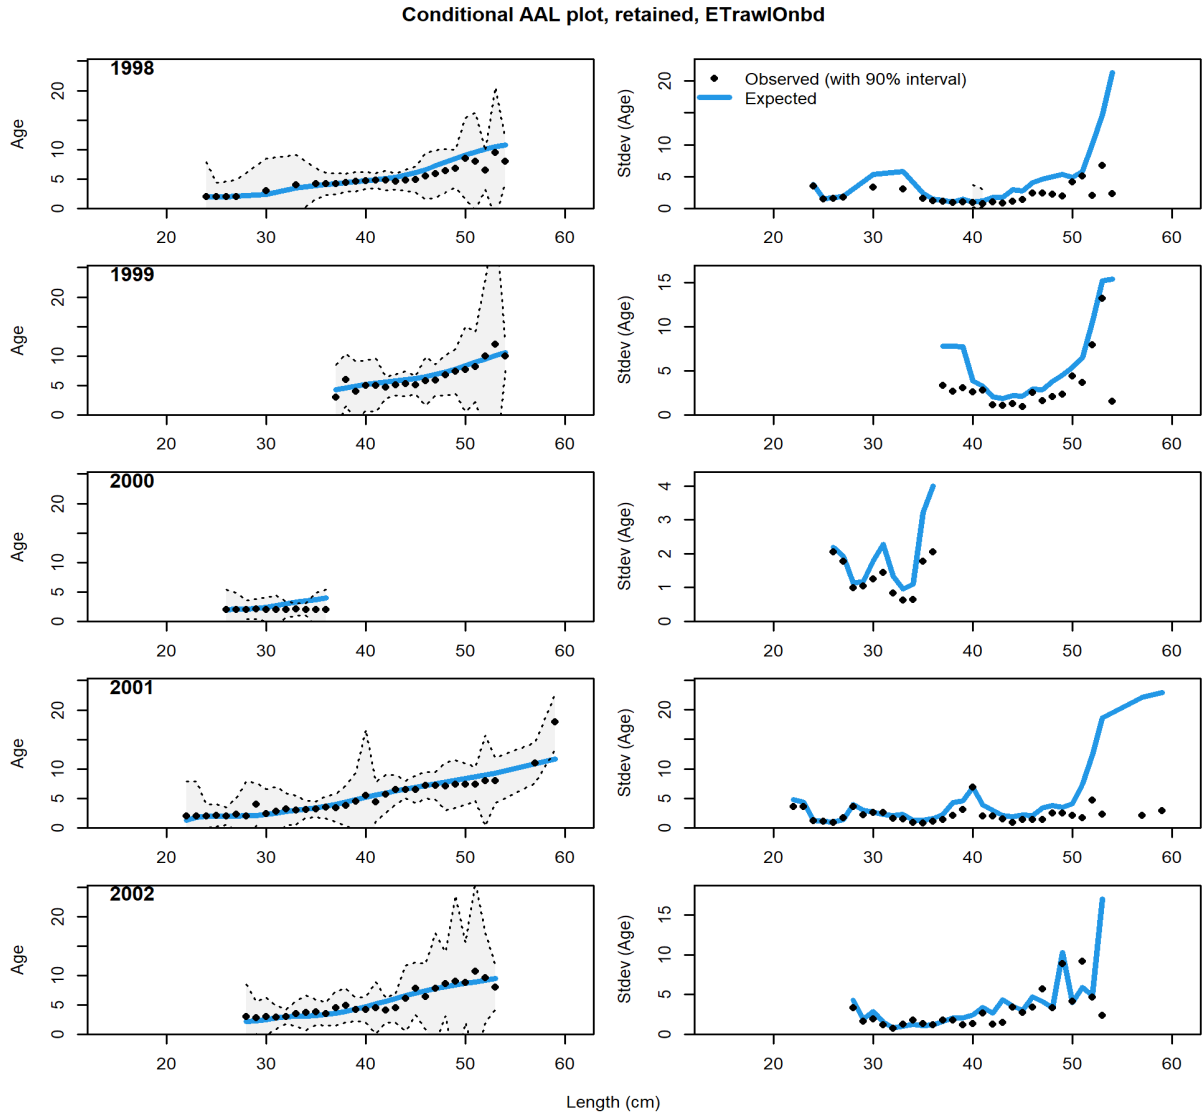 Conditional AAL plot, retained, ETrawlOnbd
1998
Age
0 5 10 20
20 30 40 50 60
Stdev (Age)
0 5 10 15 20
Observed (with 90% interval)
Expected
20 30 40 50 60
1999
Age
0 5 10 20
20 30 40 50 60
Stdev (Age)
0 5 10 15
20 30 40 50 60
2000
Age
0 5 10 20
20 30 40 50 60
Stdev (Age)
0 1 2 3 4
20 30 40 50 60
2001
Age
0 5 10 20
20 30 40 50 60
Stdev (Age)
0 5 10 20
20 30 40 50 60
2002
Age
0 5 10 20
20 30 40 50 60
Stdev (Age)
0 5 10 15
20 30 40 50 60
Length (cm)